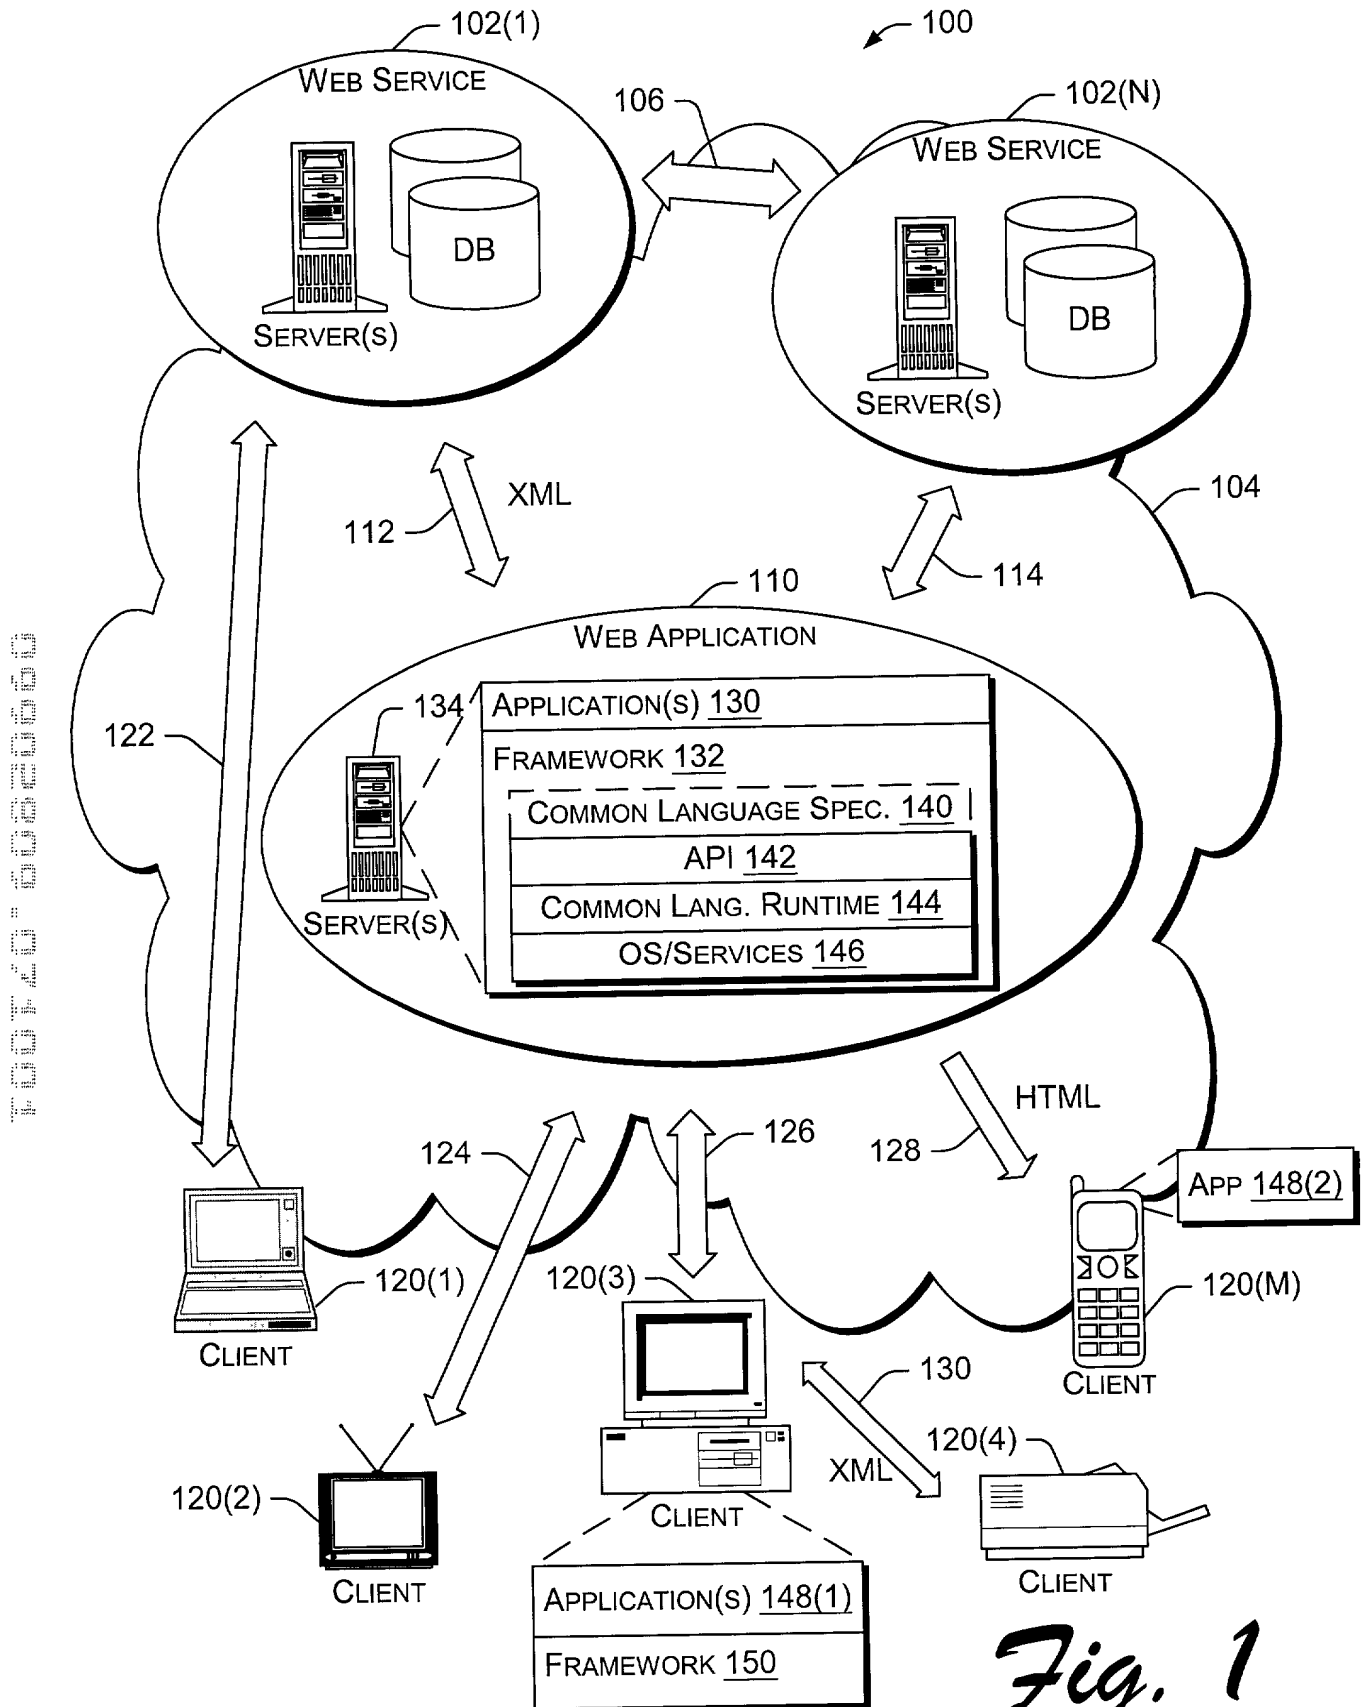 102(1)
100
WEB SERVICE
106
102(N)
WEB SERVICE
DB
SERVER(S)
DB
SERVER(S)
104
XML
112
114
110
WEB APPLICATION
134
APPLICATION(S) 130
122
FRAMEWORK 132
COMMON LANGUAGE SPEC. 140
API 142
COMMON LANG. RUNTIME 144
SERVER(S)
OS/SERVICES 146
HTML
124
126
128
APP 148(2)
120(1)
120(3)
120(M)
CLIENT
130
CLIENT
120(4)
XML
120(2)
CLIENT
CLIENT
CLIENT
APPLICATION(S) 148(1)
FRAMEWORK 150
Fig. 1